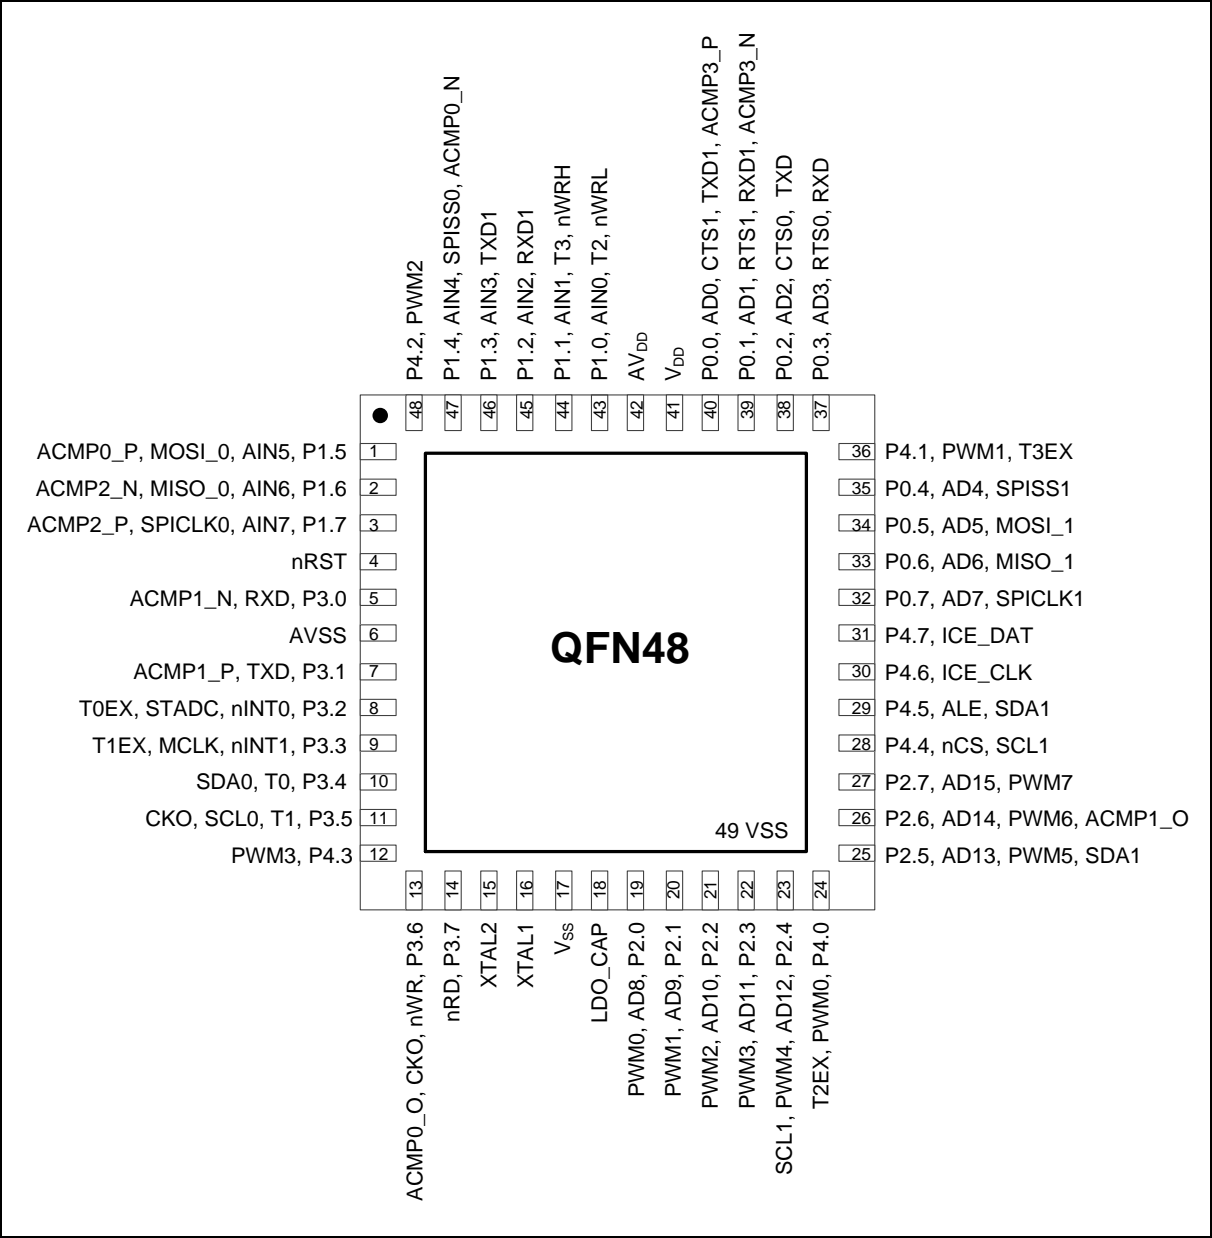 P4.2, PWM2
P1.4, AIN4, SPISS0, ACMP0_N
P1.3, AIN3, TXD1
P1.2, AIN2, RXD1
P1.1, AIN1, T3, nWRH
P1.0, AIN0, T2, nWRL
AVDD
VDD
P0.0, AD0, CTS1, TXD1, ACMP3_P
P0.1, AD1, RTS1, RXD1, ACMP3_N
P0.2, AD2, CTS0, TXD
P0.3, AD3, RTS0, RXD
48
47
46
45
44
43
42
41
40
39
38
37
ACMP0_P, MOSI_0, AIN5, P1.5 1
ACMP2_N, MISO_0, AIN6, P1.6 2
ACMP2_P, SPICLK0, AIN7, P1.7 3
nRST 4
ACMP1_N, RXD, P3.0 5
AVSS 6
ACMP1_P, TXD, P3.1 7
T0EX, STADC, nINT0, P3.2 8
T1EX, MCLK, nINT1, P3.3 9
SDA0, T0, P3.4 10
CKO, SCL0, T1, P3.5 11
PWM3, P4.3 12
QFN48
49 VSS
36 P4.1, PWM1, T3EX
35 P0.4, AD4, SPISS1
34 P0.5, AD5, MOSI_1
33 P0.6, AD6, MISO_1
32 P0.7, AD7, SPICLK1
31 P4.7, ICE_DAT
30 P4.6, ICE_CLK
29 P4.5, ALE, SDA1
28 P4.4, nCS, SCL1
27 P2.7, AD15, PWM7
26 P2.6, AD14, PWM6, ACMP1_O
25 P2.5, AD13, PWM5, SDA1
13
14
15
16
17
18
19
20
21
22
23
24
ACMP0_O, CKO, nWR, P3.6
nRD, P3.7
XTAL2
XTAL1
VSS
LDO_CAP
PWM0, AD8, P2.0
PWM1, AD9, P2.1
PWM2, AD10, P2.2
PWM3, AD11, P2.3
SCL1, PWM4, AD12, P2.4
T2EX, PWM0, P4.0